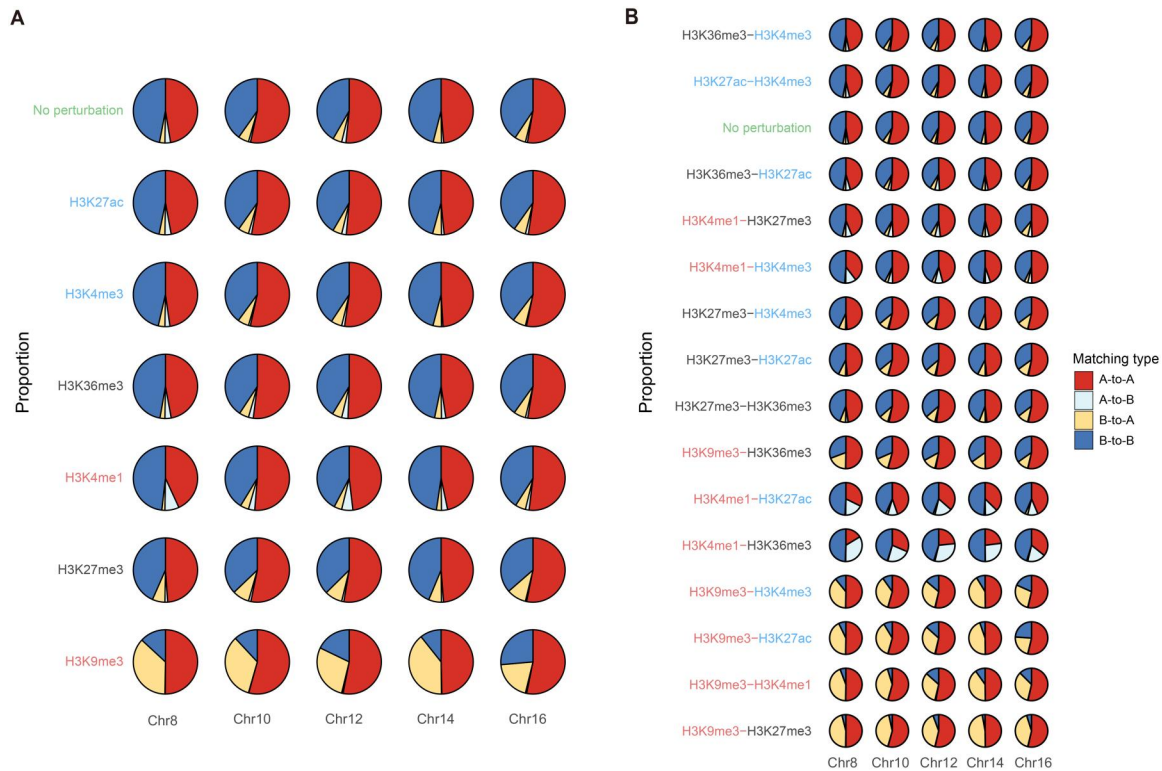 A
No perturbation
H3K27ac
H3K4me3
H3K36me3
H3K4me1
H3K27me3
H3K9me3
Proportion
Chr8 Chr10 Chr12 Chr14 Chr16
B
H3K36me3−H3K4me3
H3K27ac−H3K4me3
No perturbation
H3K36me3−H3K27ac
H3K4me1−H3K27me3
H3K4me1−H3K4me3
H3K27me3−H3K4me3
H3K27me3−H3K27ac
H3K27me3−H3K36me3
H3K9me3−H3K36me3
H3K4me1−H3K27ac
H3K4me1−H3K36me3
H3K9me3−H3K4me3
H3K9me3−H3K27ac
H3K9me3−H3K4me1
H3K9me3−H3K27me3
Proportion
Chr8 Chr10 Chr12 Chr14 Chr16
Matching type
A-to-A
A-to-B
B-to-A
B-to-B